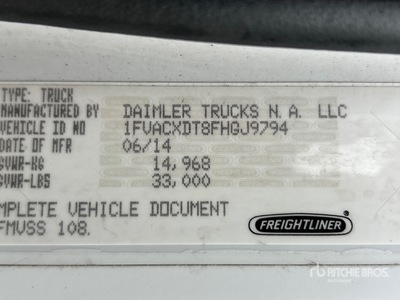 TYPE: TRUCK
MANUFACTURED BY DAIMLER TRUCKS N. A. LLC
VEHICLE ID NO 1FVACXDT8FHGJ9794
DATE OF MFR 06/14
GVWR-KG 14,968
GVWR-LBS 33,000
MPLETE VEHICLE DOCUMENT
FMVSS 108.
FREIGHTLINER
RITCHIE BROS.